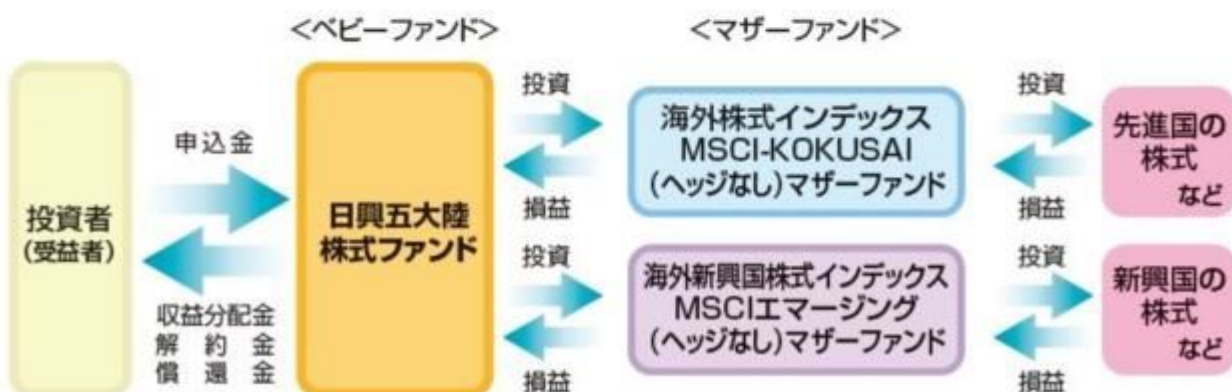 <ベビーファンド>
<マザーファンド>
投資者
(受益者)
申込金
収益分配金
解約金
償還金
日興五大陸
株式ファンド
投資
損益
海外株式インデックス
MSCI-KOKUSAI
(ヘッジなし)マザーファンド
投資
損益
先進国の
株式
など
投資
損益
海外新興国株式インデックス
MSCIエマージング
(ヘッジなし)マザーファンド
投資
損益
新興国の
株式
など